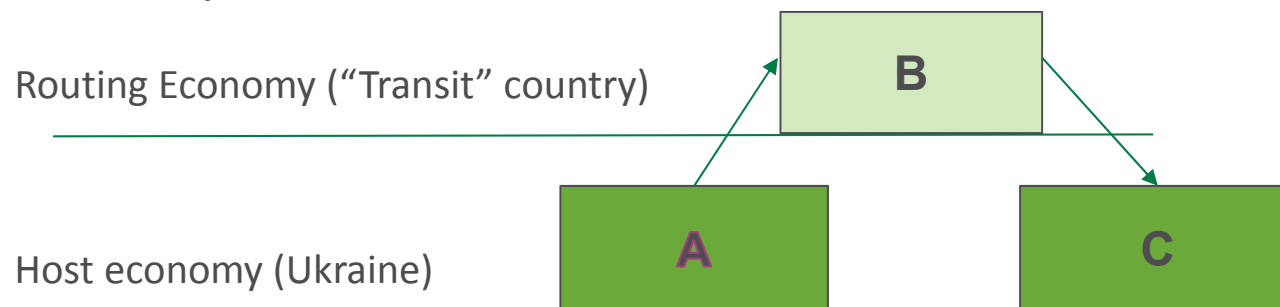 B
Routing Economy (“Transit” country)
A
C
Host economy (Ukraine)